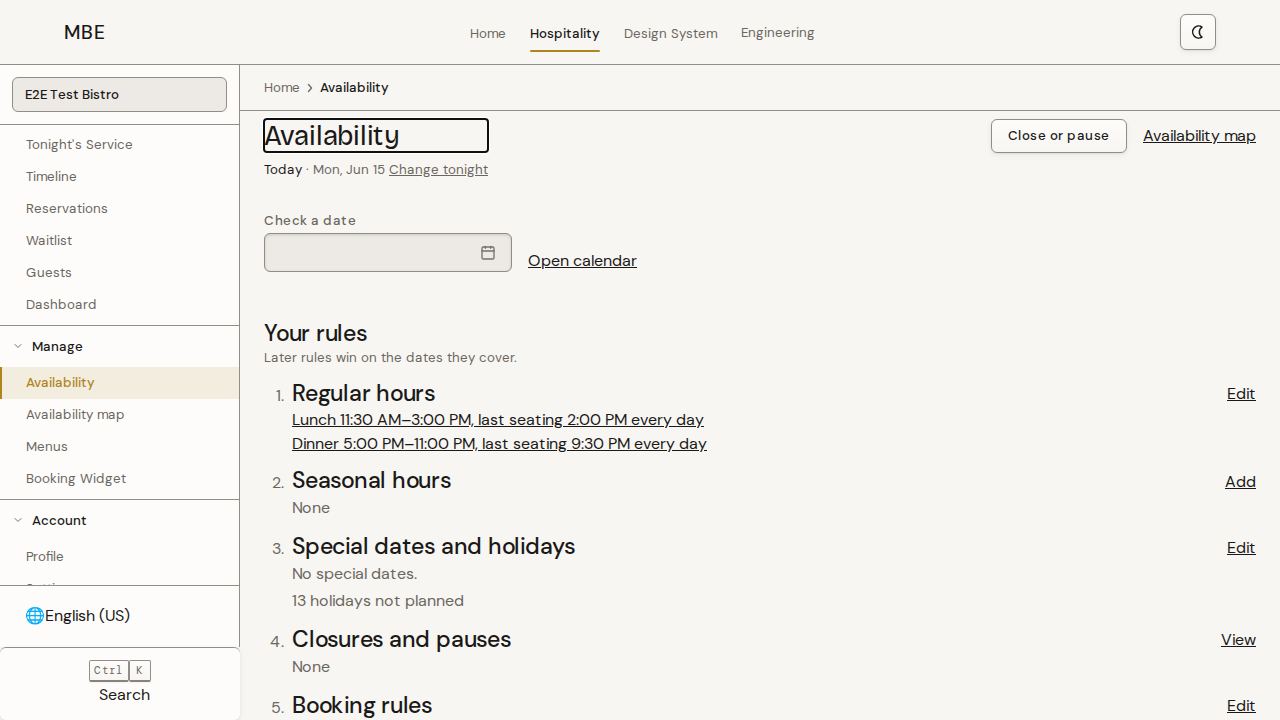 MBE
Home
Hospitality
Design System
Engineering
E2E Test Bistro
Tonight's Service
Timeline
Reservations
Waitlist
Guests
Dashboard
Manage
Availability
Availability map
Menus
Booking Widget
Account
Profile
🌐English (US)
Ctrl K
Search
Home > Availability
Availability
Today · Mon, Jun 15 Change tonight
Close or pause
Availability map
Check a date
Open calendar
Your rules
Later rules win on the dates they cover.
1. Regular hours
Edit
Lunch 11:30 AM–3:00 PM, last seating 2:00 PM every day
Dinner 5:00 PM–11:00 PM, last seating 9:30 PM every day
2. Seasonal hours
Add
None
3. Special dates and holidays
Edit
No special dates.
13 holidays not planned
4. Closures and pauses
View
None
5. Booking rules
Edit